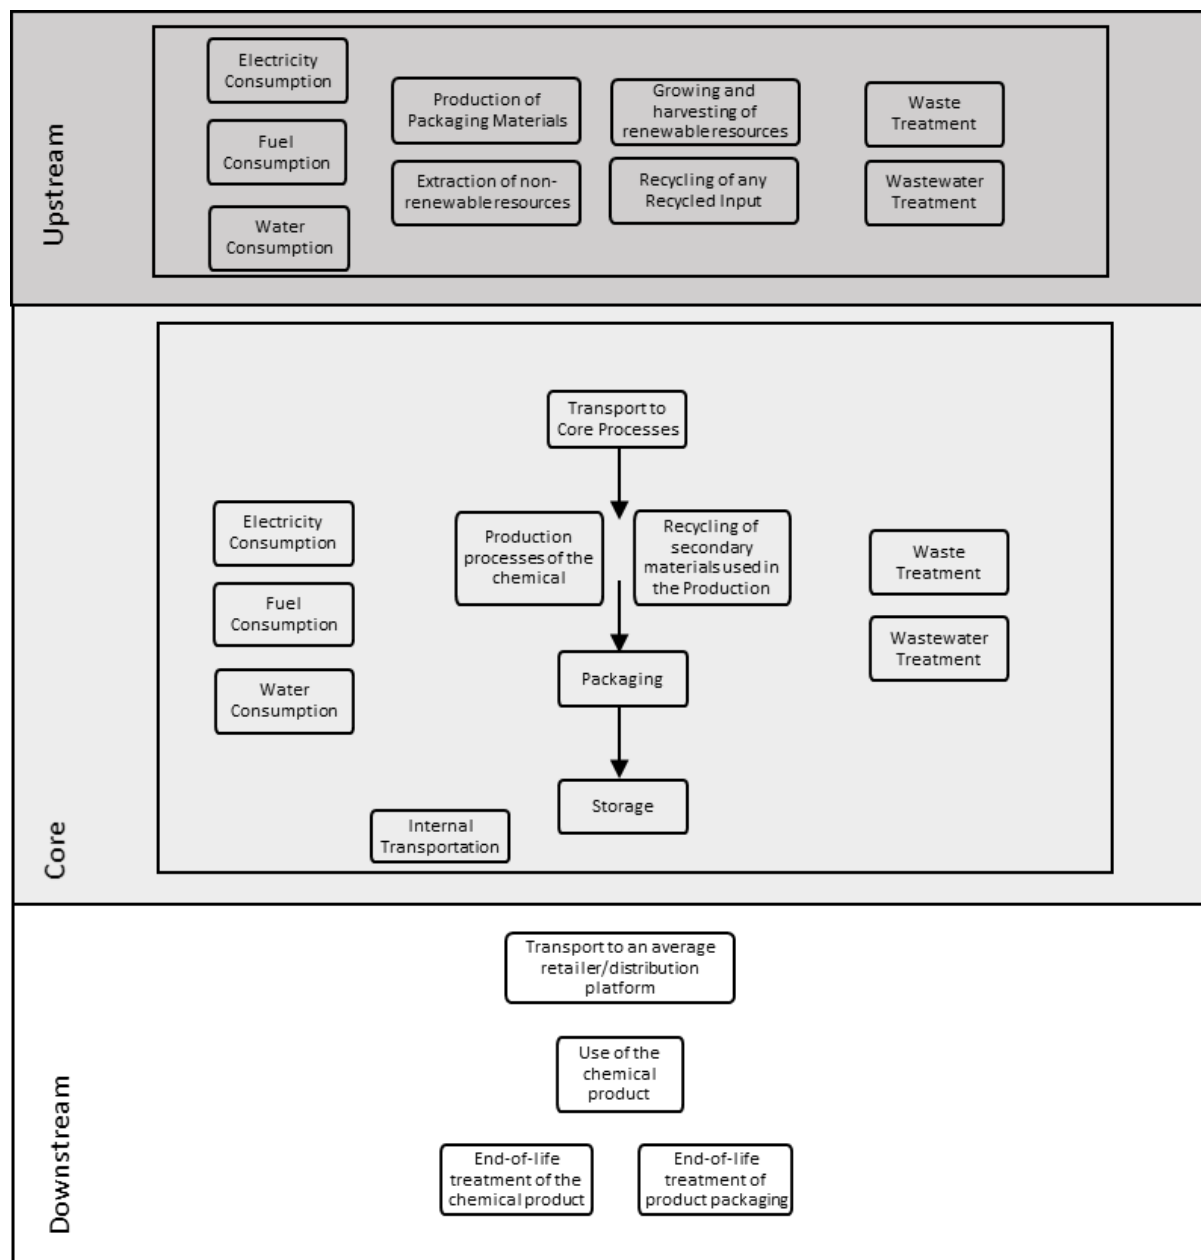 Upstream
Electricity
Consumption
Fuel
Consumption
Water
Consumption
Production of
Packaging Materials
Extraction of non-
renewable resources
Growing and
harvesting of
renewable resources
Recycling of any
Recycled Input
Waste
Treatment
Wastewater
Treatment
Core
Transport to
Core Processes
Electricity
Consumption
Fuel
Consumption
Water
Consumption
Production
processes of the
chemical
Recycling of
secondary
materials used in
the Production
Waste
Treatment
Wastewater
Treatment
Packaging
Storage
Internal
Transportation
Downstream
Transport to an average
retailer/distribution
platform
Use of the
chemical
product
End-of-life
treatment of the
chemical product
End-of-life
treatment of
product packaging